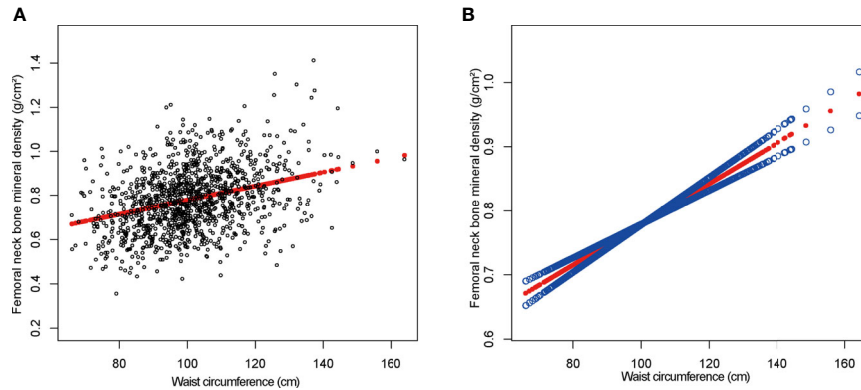 A
Femoral neck bone mineral density (g/cm²)
1.4
1.2
1.0
0.8
0.6
0.4
0.2
80 100 120 140 160
Waist circumference (cm)
B
Femoral neck bone mineral density (g/cm²)
1.0
0.9
0.8
0.7
0.6
80 100 120 140 160
Waist circumference (cm)